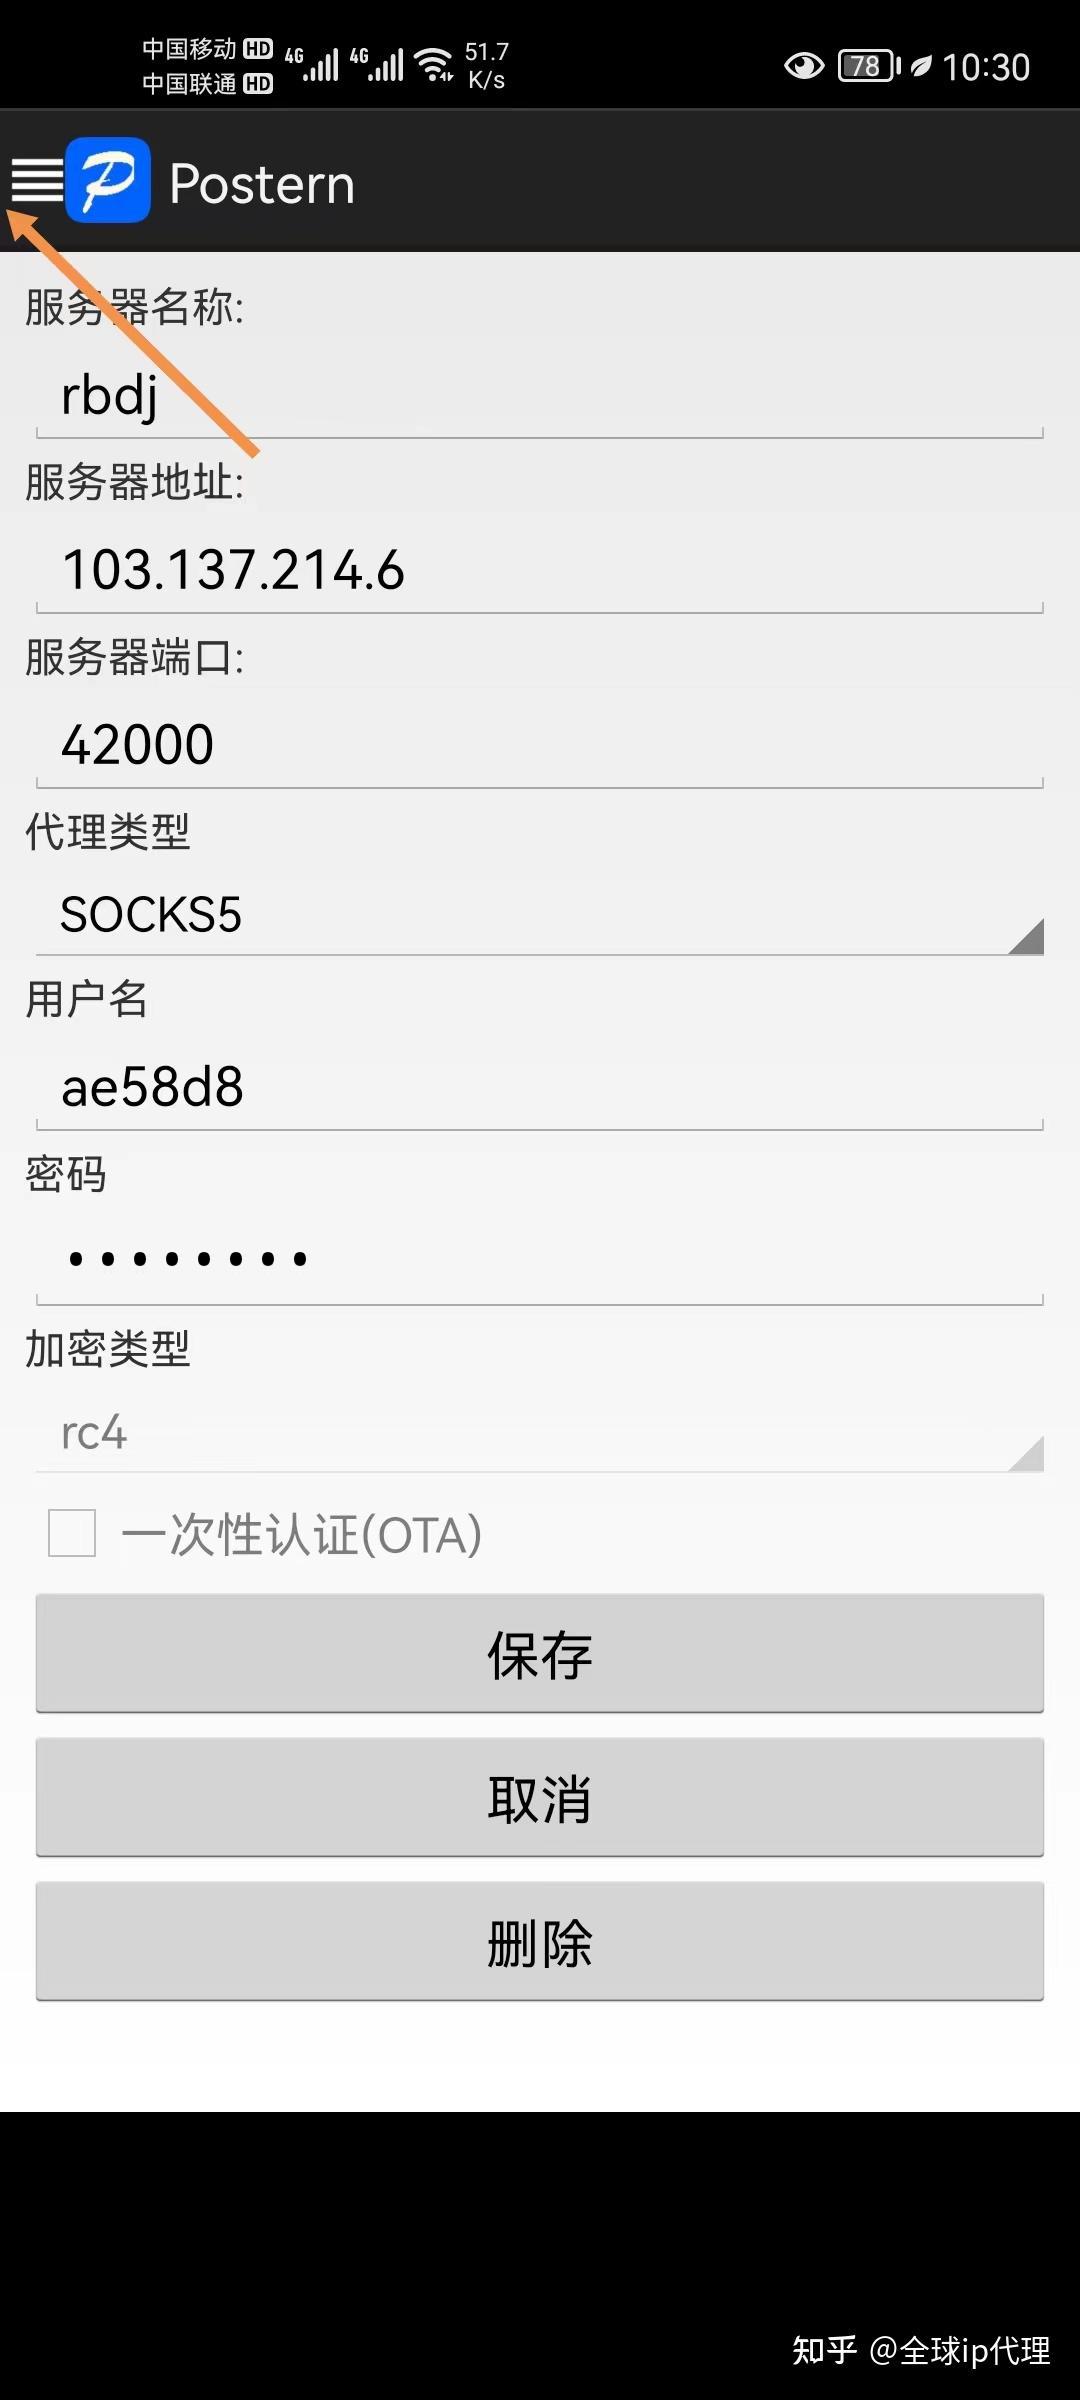 中国移动 HD 4G 4G 51.7 K/s 78 10:30
中国联通 HD
Postern
服务器名称:
rbdj
服务器地址:
103.137.214.6
服务器端口:
42000
代理类型
SOCKS5
用户名
ae58d8
密码
••••••••
加密类型
rc4
一次性认证(OTA)
保存
取消
删除
知乎 @全球ip代理